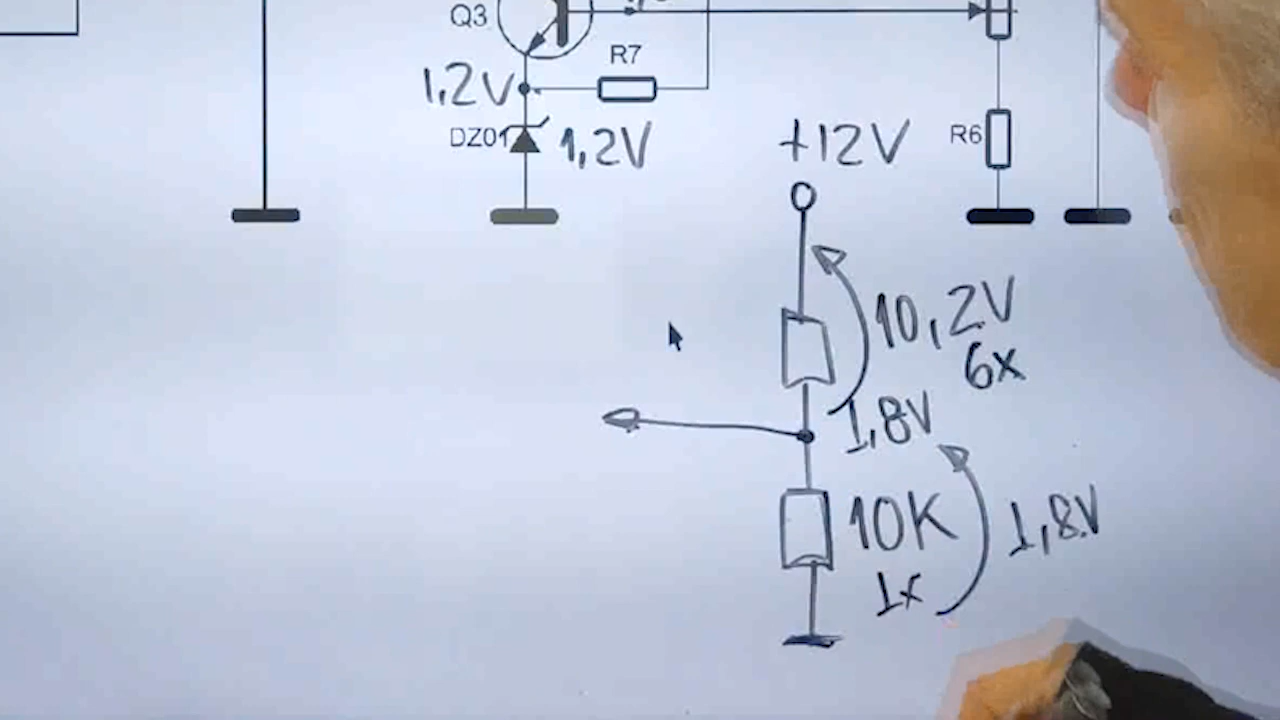 Q3
R7
1,2V
DZ01
1,2V
+12V
R6
10,2V
6x
1,8V
10K
1,8V
1x